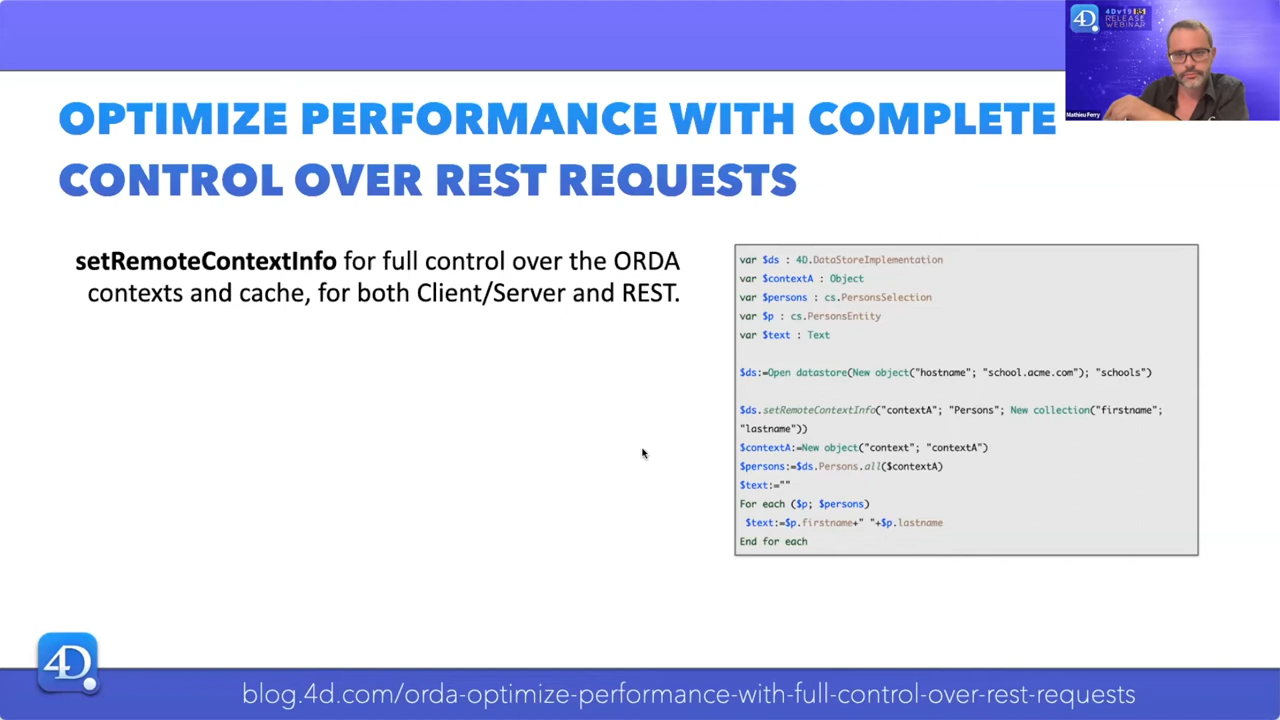 4D
4Dv19 R5
RELEASE
WEBINAR
Mathieu Ferry
OPTIMIZE PERFORMANCE WITH COMPLETE
CONTROL OVER REST REQUESTS
setRemoteContextInfo for full control over the ORDA
contexts and cache, for both Client/Server and REST.
var $ds : 4D.DataStoreImplementation
var $contextA : Object
var $persons : cs.PersonsSelection
var $p : cs.PersonsEntity
var $text : Text
$ds:=Open datastore(New object("hostname"; "school.acme.com"); "schools")
$ds.setRemoteContextInfo("contextA"; "Persons"; New collection("firstname";
"lastname"))
$contextA:=New object("context"; "contextA")
$persons:=$ds.Persons.all($contextA)
$text:=""
For each ($p; $persons)
$text:=$p.firstname+" "+$p.lastname
End for each
4D
blog.4d.com/orda-optimize-performance-with-full-control-over-rest-requests